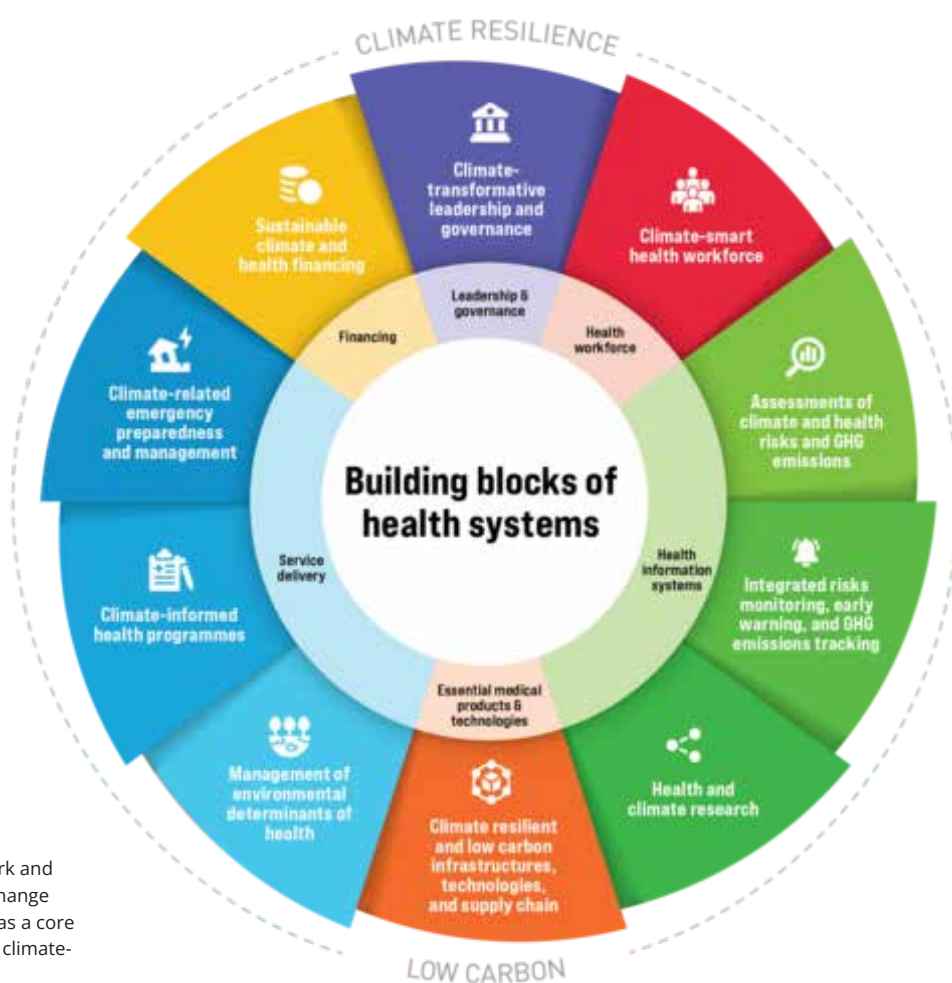 CLIMATE RESILIENCE
Climate-
transformative
leadership and
governance
Climate-smart
health workforce
Assessments of
climate and health
risks and GHG
emissions
Integrated risks
monitoring, early
warning, and GHG
emissions tracking
Health and
climate research
Climate resilient
and low carbon
infrastructures,
technologies,
and supply chain
Management of
environmental
determinants of
health
Climate-informed
health programmes
Climate-related
emergency
preparedness
and management
Sustainable
climate and
health financing
Leadership &
governance
Health
workforce
Health
information
systems
Essential medical
products &
technologies
Service
delivery
Financing
Building blocks of
health systems
LOW CARBON
rk and
hange
as a core
climate-